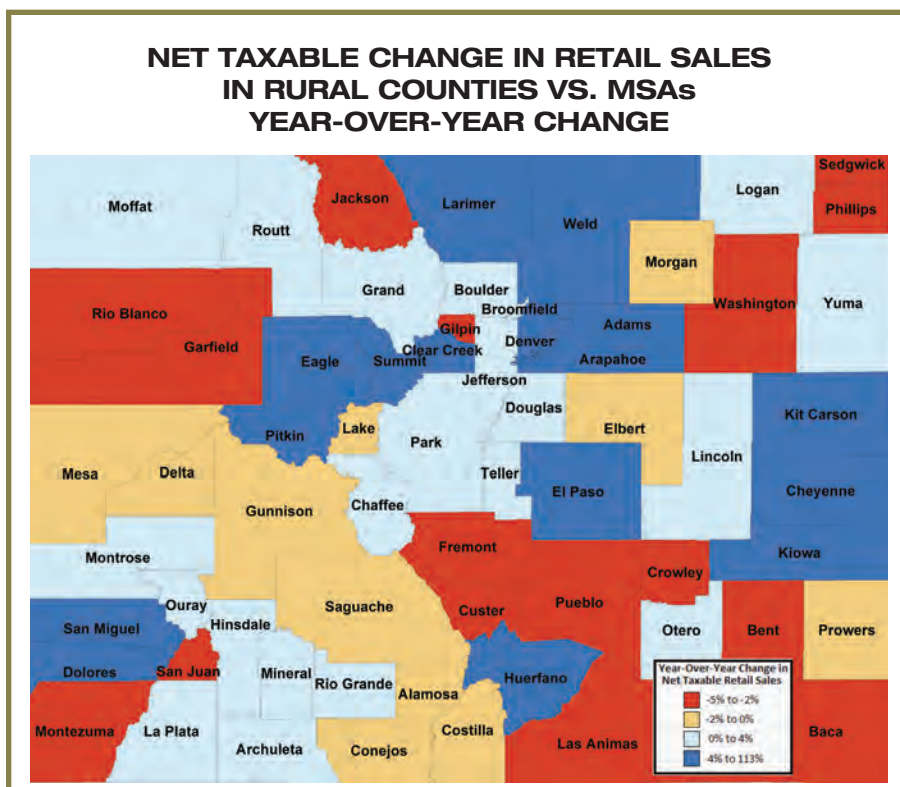 NET TAXABLE CHANGE IN RETAIL SALES
IN RURAL COUNTIES VS. MSAs
YEAR-OVER-YEAR CHANGE
Sedgwick
Logan
Jackson
Moffat
Larimer
Phillips
Weld
Routt
Morgan
Grand
Boulder
Washington
Yuma
Rio Blanco
Broomfield
Gilpin
Adams
Garfield
Denver
Clear Creek
Eagle
Summit
Arapahoe
Jefferson
Douglas
Kit Carson
Pitkin
Lake
Elbert
Park
Lincoln
Mesa
Delta
Teller
El Paso
Cheyenne
Gunnison
Chaffee
Fremont
Kiowa
Montrose
Crowley
Ouray
Saguache
Custer
Pueblo
Hinsdale
San Miguel
Otero
Bent
Prowers
Dolores
San Juan
Mineral
Rio Grande
Huerfano
Alamosa
Montezuma
La Plata
Costilla
Archuleta
Conejos
Las Animas
Baca
Year-Over-Year Change in
Net Taxable Retail Sales
-5% to -2%
-2% to 0%
0% to 4%
4% to 113%